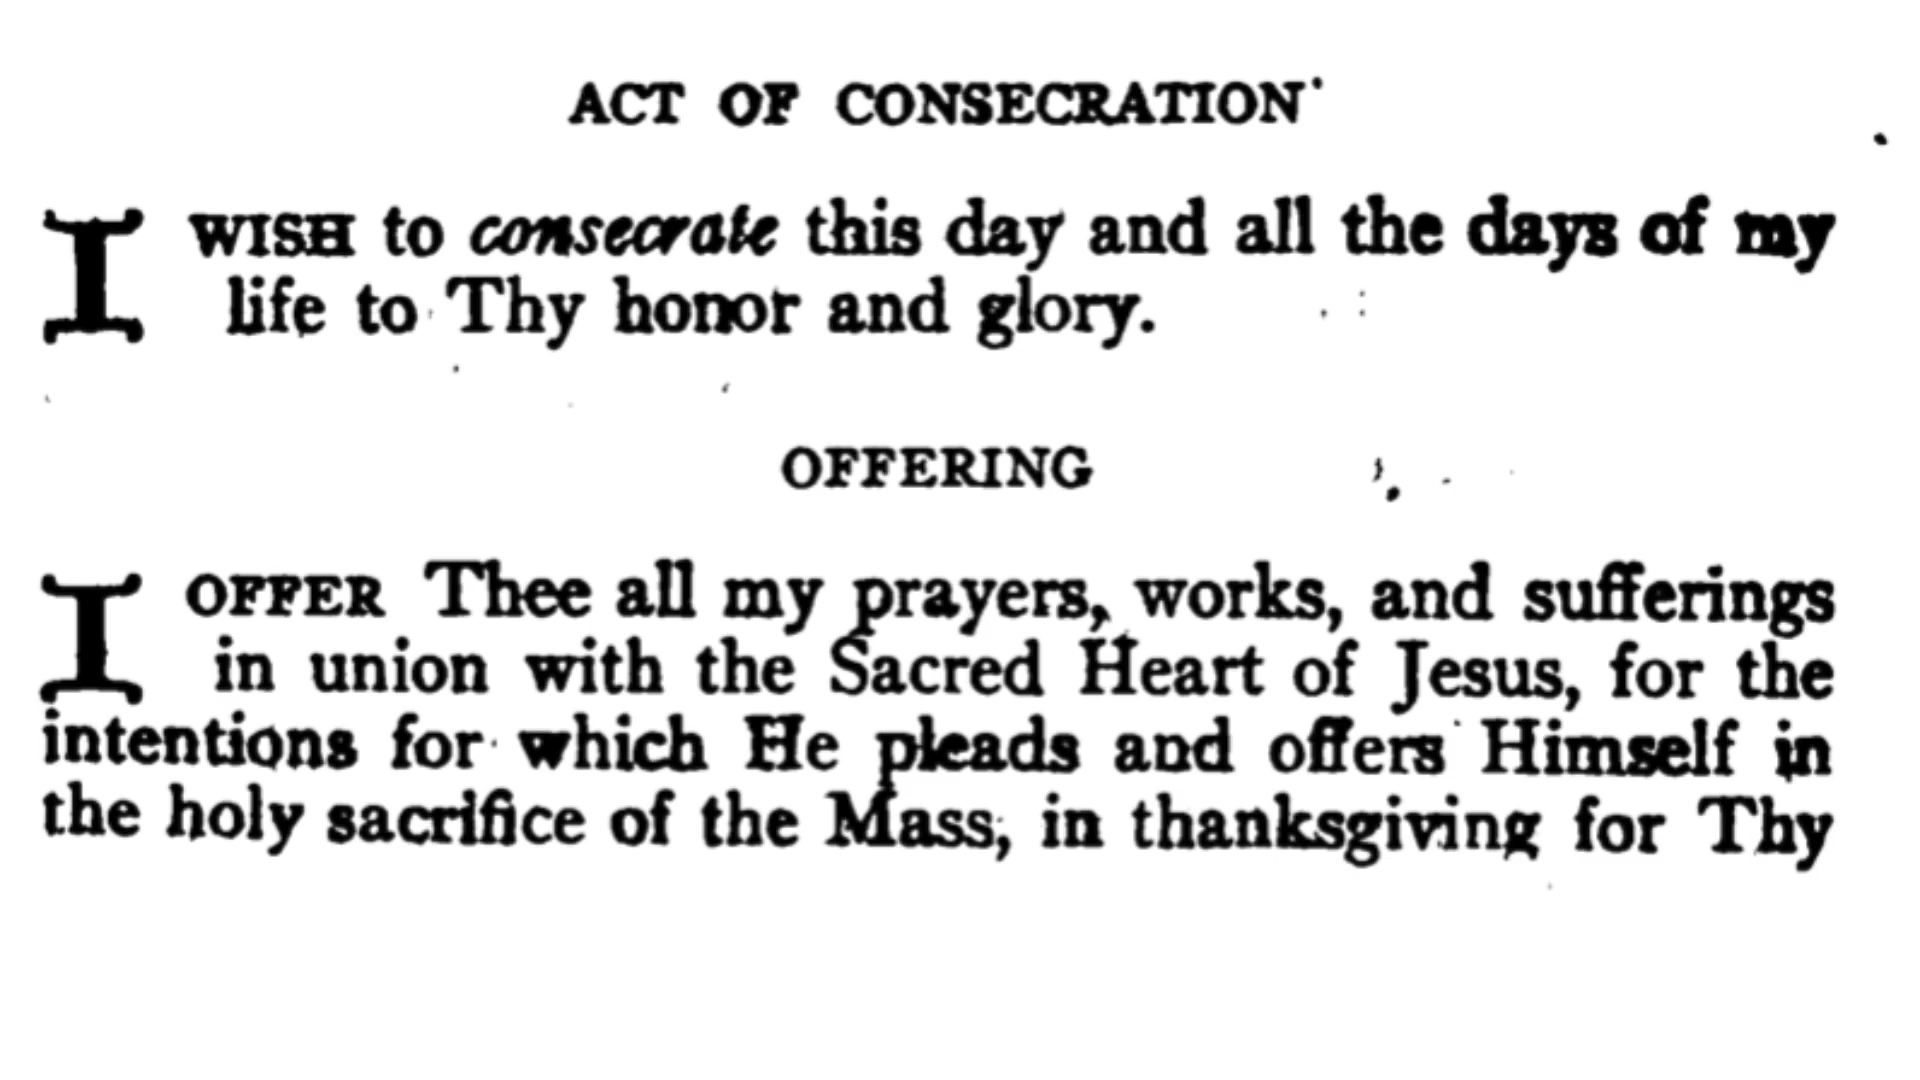 ACT OF CONSECRATION
I WISH to consecrate this day and all the days of my
life to Thy honor and glory.
OFFERING
I OFFER Thee all my prayers, works, and sufferings
in union with the Sacred Heart of Jesus, for the
intentions for which He pleads and offers Himself in
the holy sacrifice of the Mass, in thanksgiving for Thy